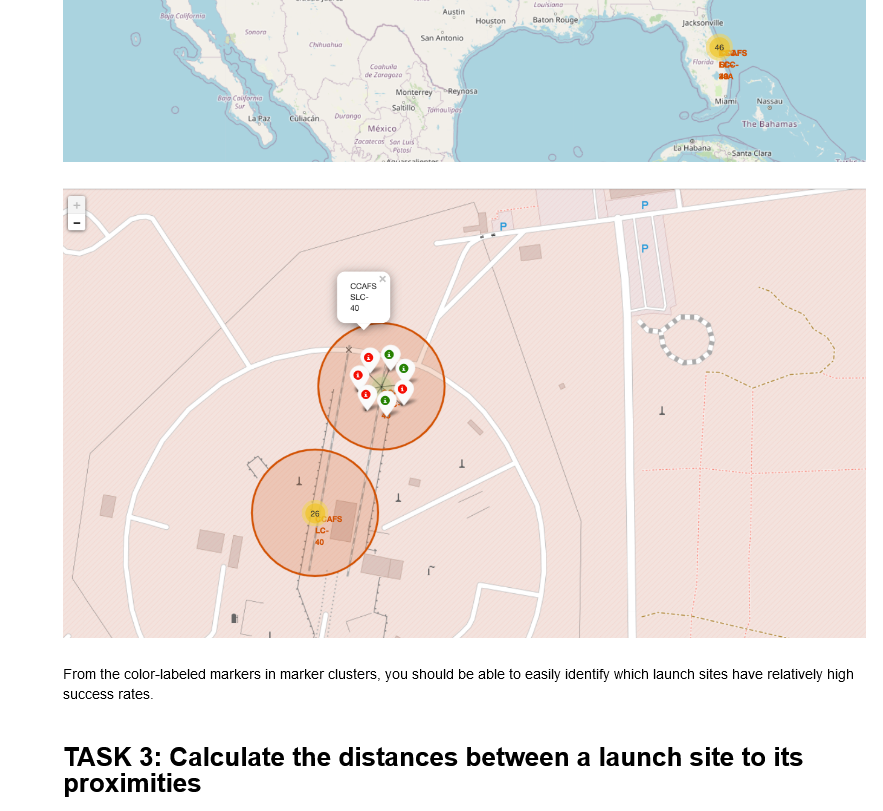 Baja California
Sonora
Chihuahua
Coahuila
de Zaragoza
Austin
Houston
San Antonio
Louisiana
Baton Rouge
Jacksonville
46
Florida
Miami
Nassau
The Bahamas
Monterrey
Reynosa
Saltillo
Tamaulipas
Baja California
Sur
La Paz
Culiacán
Durango
México
Zacatecas
San Luis
Potosí
Aguascalientes
La Habana
Santa Clara
+
−
P
P
P
CCAFS
SLC-
40
×
26
CCAFS
LC-
40
From the color-labeled markers in marker clusters, you should be able to easily identify which launch sites have relatively high
success rates.
TASK 3: Calculate the distances between a launch site to its
proximities